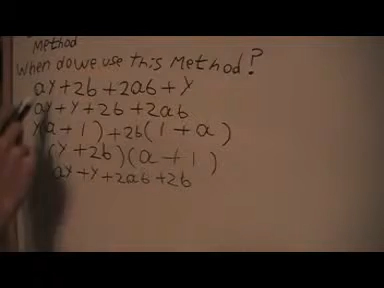 Method
When do we use this Method?
ay+2b+2ab+y
ay+y+2b+2ab
y(a+1)+2b(1+a)
(y+2b)(a+1)
ay+y+2ab+2b